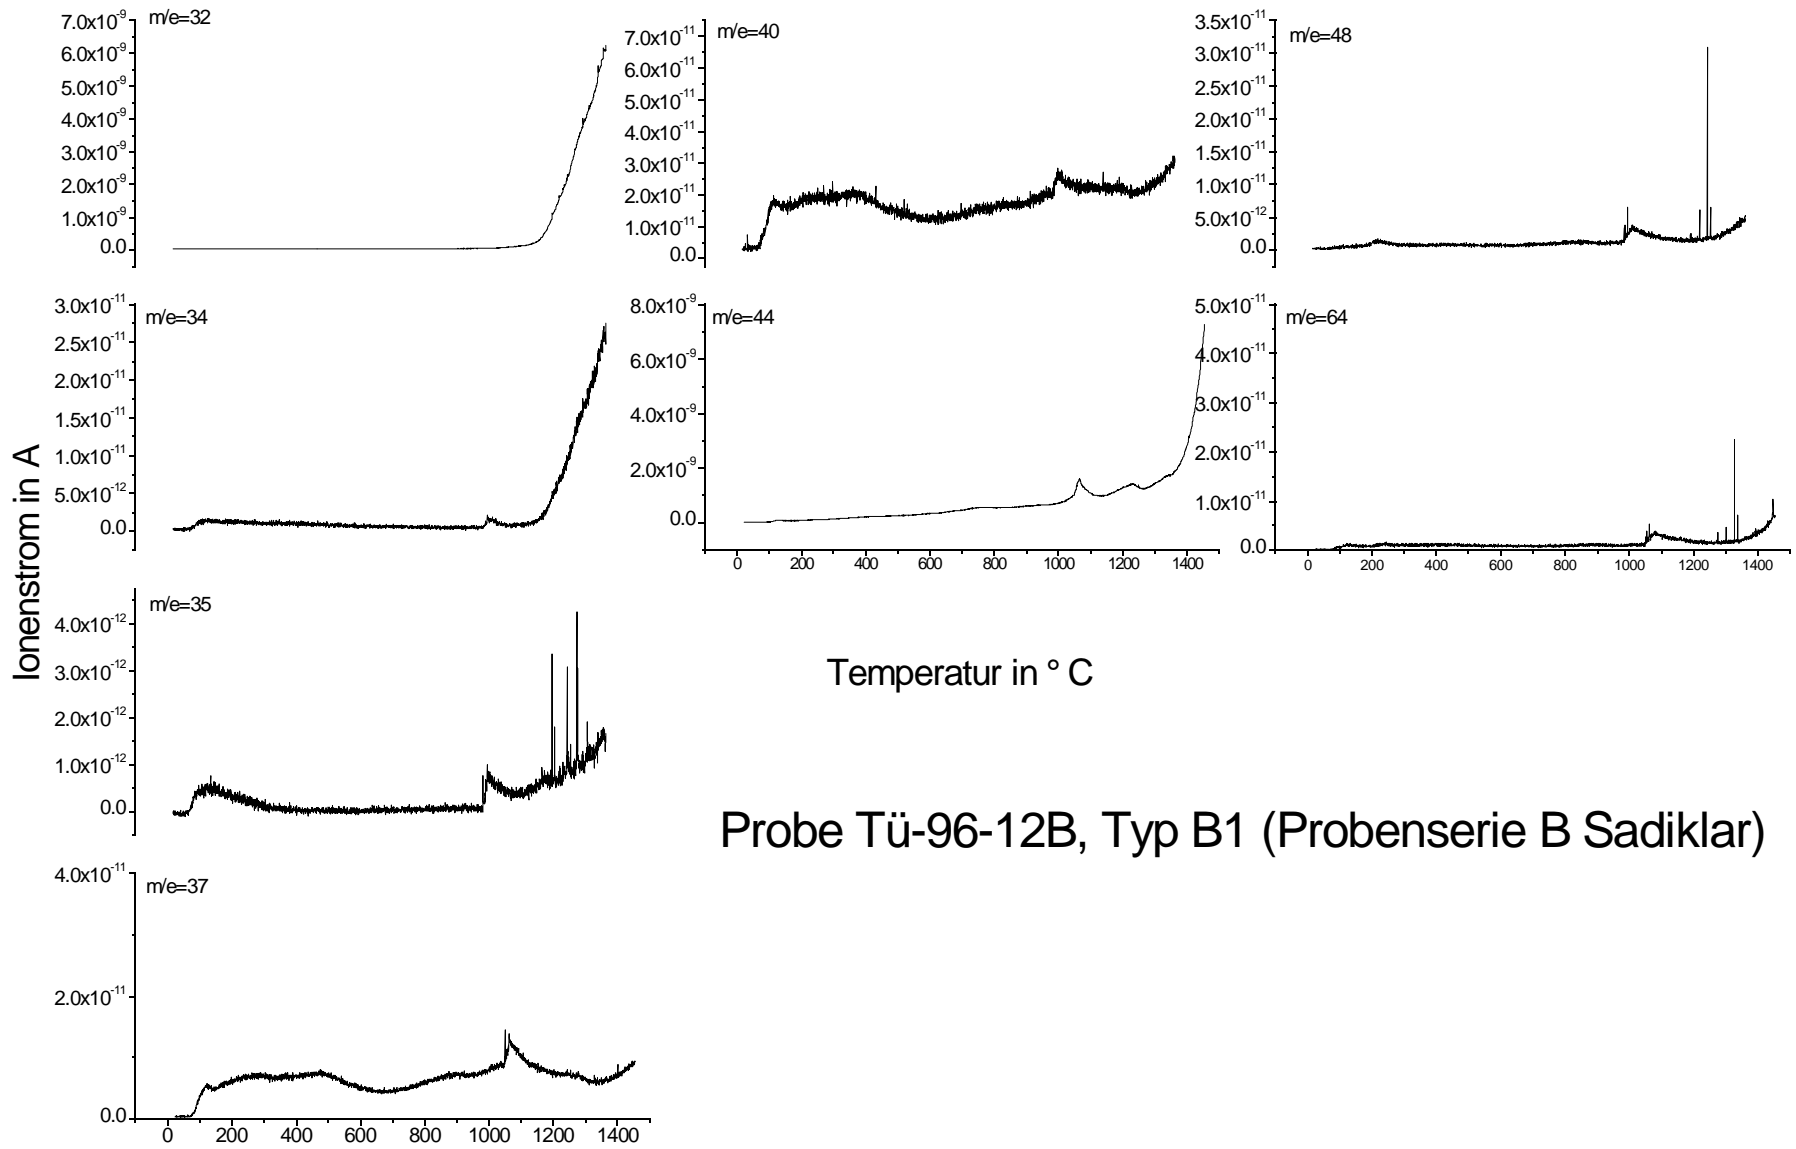 m/e=32
7.0x10⁻⁹
6.0x10⁻⁹
5.0x10⁻⁹
4.0x10⁻⁹
3.0x10⁻⁹
2.0x10⁻⁹
1.0x10⁻⁹
0.0
m/e=40
7.0x10⁻¹¹
6.0x10⁻¹¹
5.0x10⁻¹¹
4.0x10⁻¹¹
3.0x10⁻¹¹
2.0x10⁻¹¹
1.0x10⁻¹¹
0.0
m/e=48
3.5x10⁻¹¹
3.0x10⁻¹¹
2.5x10⁻¹¹
2.0x10⁻¹¹
1.5x10⁻¹¹
1.0x10⁻¹¹
5.0x10⁻¹²
0.0
m/e=34
3.0x10⁻¹¹
2.5x10⁻¹¹
2.0x10⁻¹¹
1.5x10⁻¹¹
1.0x10⁻¹¹
5.0x10⁻¹²
0.0
m/e=44
8.0x10⁻⁹
6.0x10⁻⁹
4.0x10⁻⁹
2.0x10⁻⁹
0.0
0 200 400 600 800 1000 1200 1400
m/e=64
5.0x10⁻¹¹
4.0x10⁻¹¹
3.0x10⁻¹¹
2.0x10⁻¹¹
1.0x10⁻¹¹
0.0
0 200 400 600 800 1000 1200 1400
Ionenstrom in A
m/e=35
4.0x10⁻¹²
3.0x10⁻¹²
2.0x10⁻¹²
1.0x10⁻¹²
0.0
Temperatur in ° C
Probe Tü-96-12B, Typ B1 (Probenserie B Sadiklar)
m/e=37
4.0x10⁻¹¹
2.0x10⁻¹¹
0.0
0 200 400 600 800 1000 1200 1400